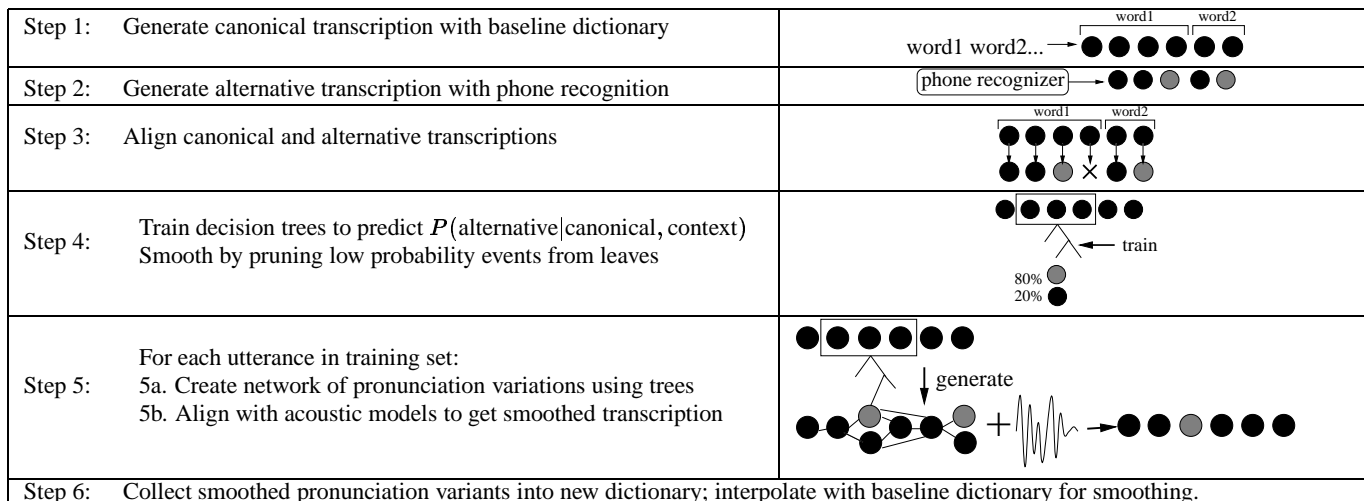 Step 1: Generate canonical transcription with baseline dictionary
word1 word2
word1 word2...
Step 2: Generate alternative transcription with phone recognition
phone recognizer
Step 3: Align canonical and alternative transcriptions
word1 word2
Step 4:
Train decision trees to predict P(alternative|canonical, context)
Smooth by pruning low probability events from leaves
train
80%
20%
Step 5:
For each utterance in training set:
5a. Create network of pronunciation variations using trees
5b. Align with acoustic models to get smoothed transcription
generate
+
Step 6: Collect smoothed pronunciation variants into new dictionary; interpolate with baseline dictionary for smoothing.